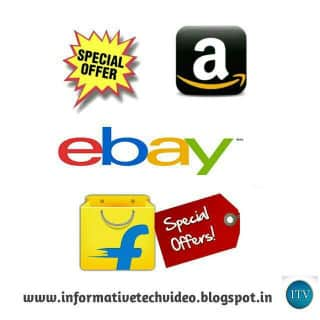 SPECIAL
OFFER
a
ebay
f
Special
Offers!
www.informativetechvideo.blogspot.in
ITV